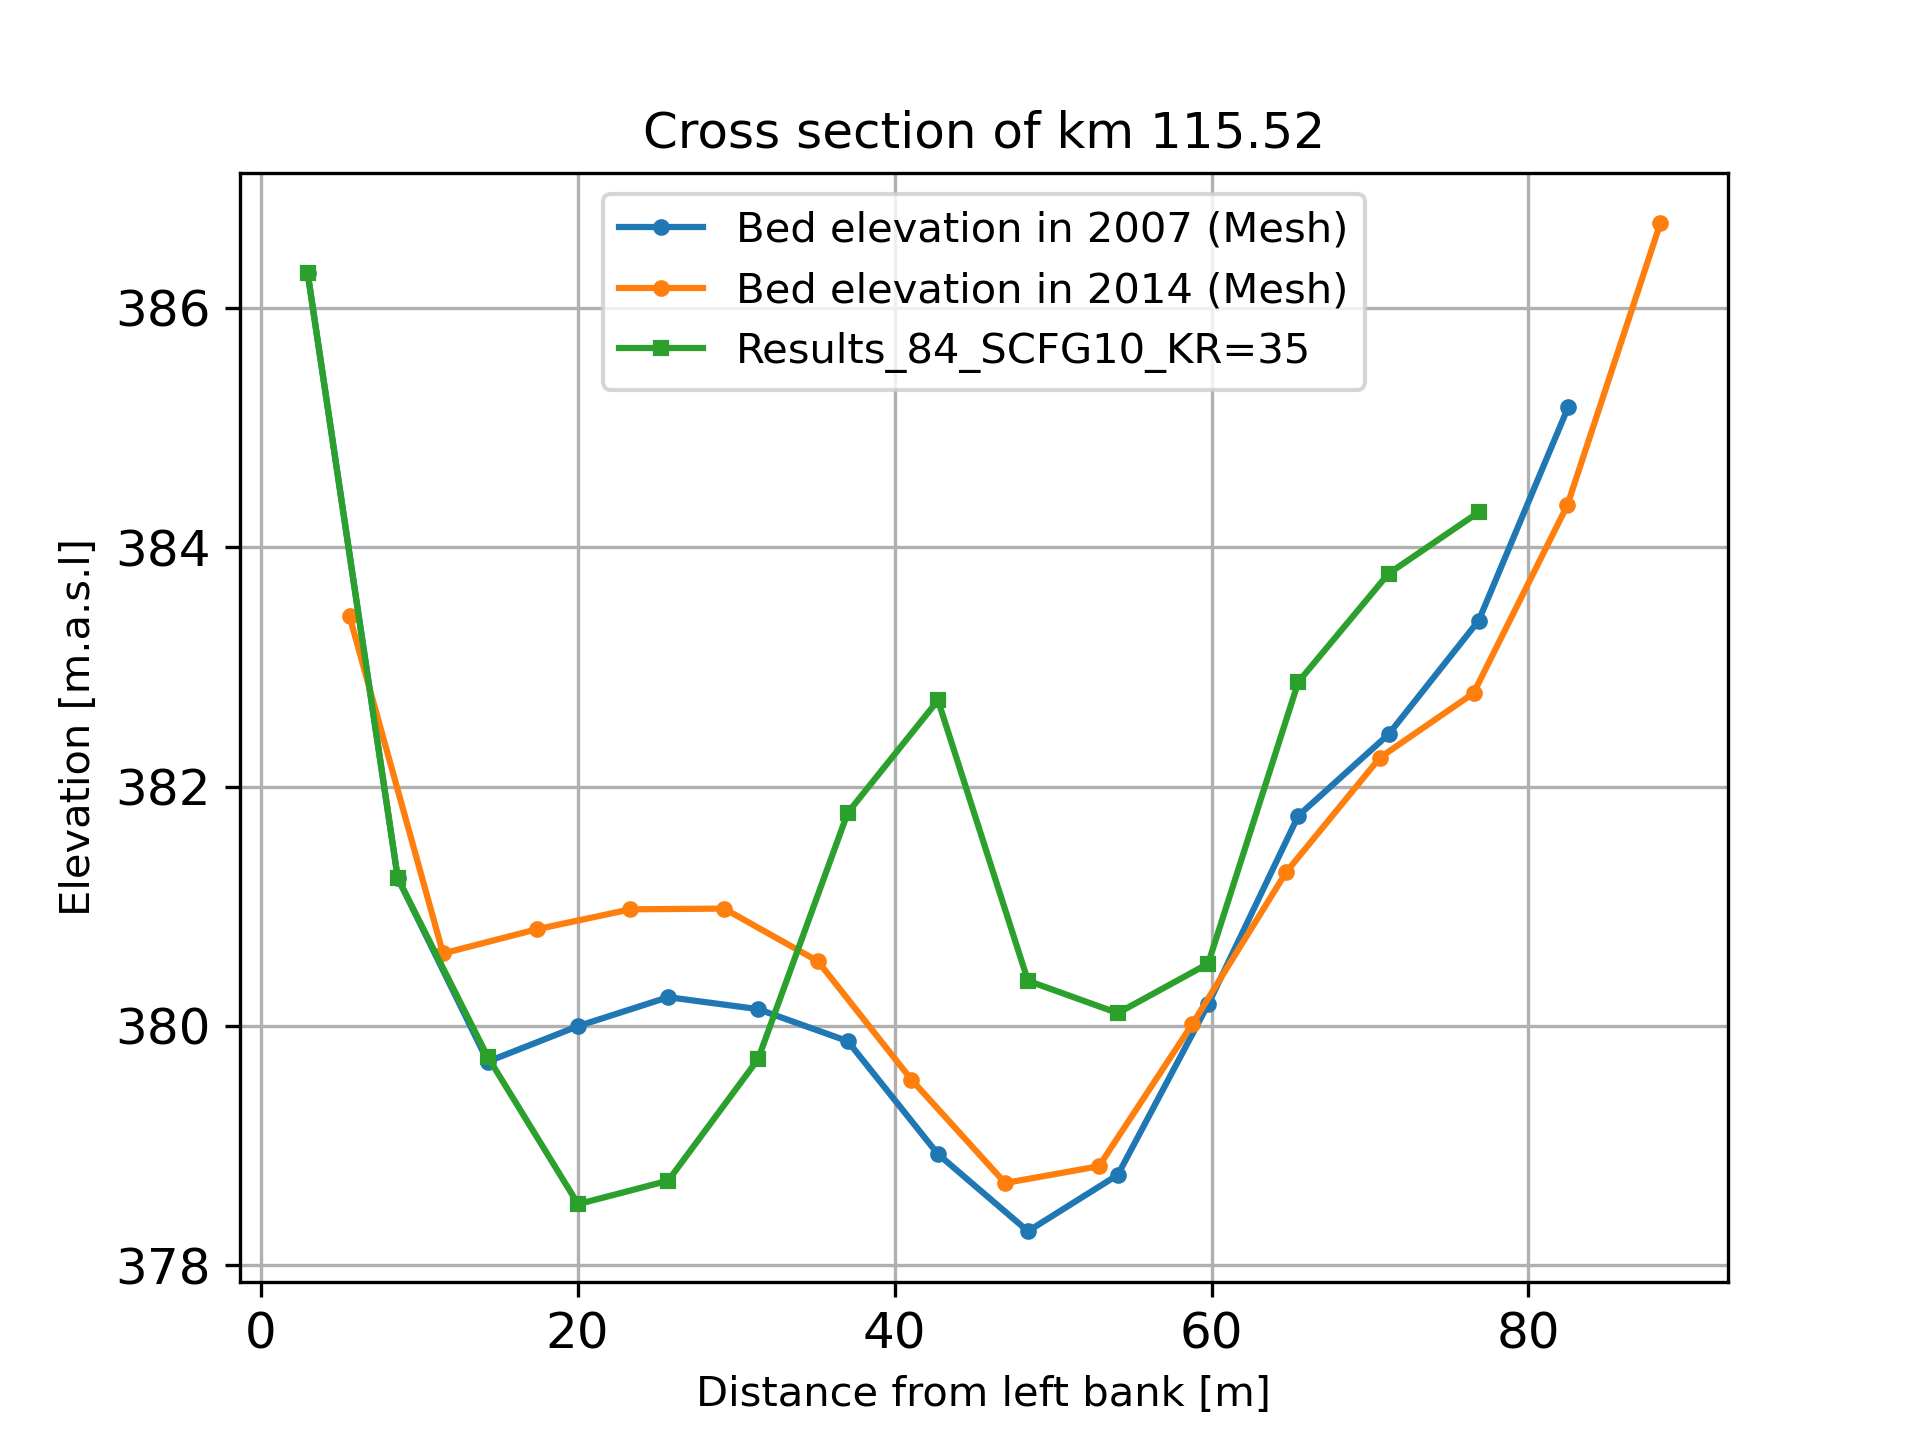 Cross section of km 115.52
Bed elevation in 2007 (Mesh)
Bed elevation in 2014 (Mesh)
Results_84_SCFG10_KR=35
Elevation [m.a.s.l]
386
384
382
380
378
0 20 40 60 80
Distance from left bank [m]